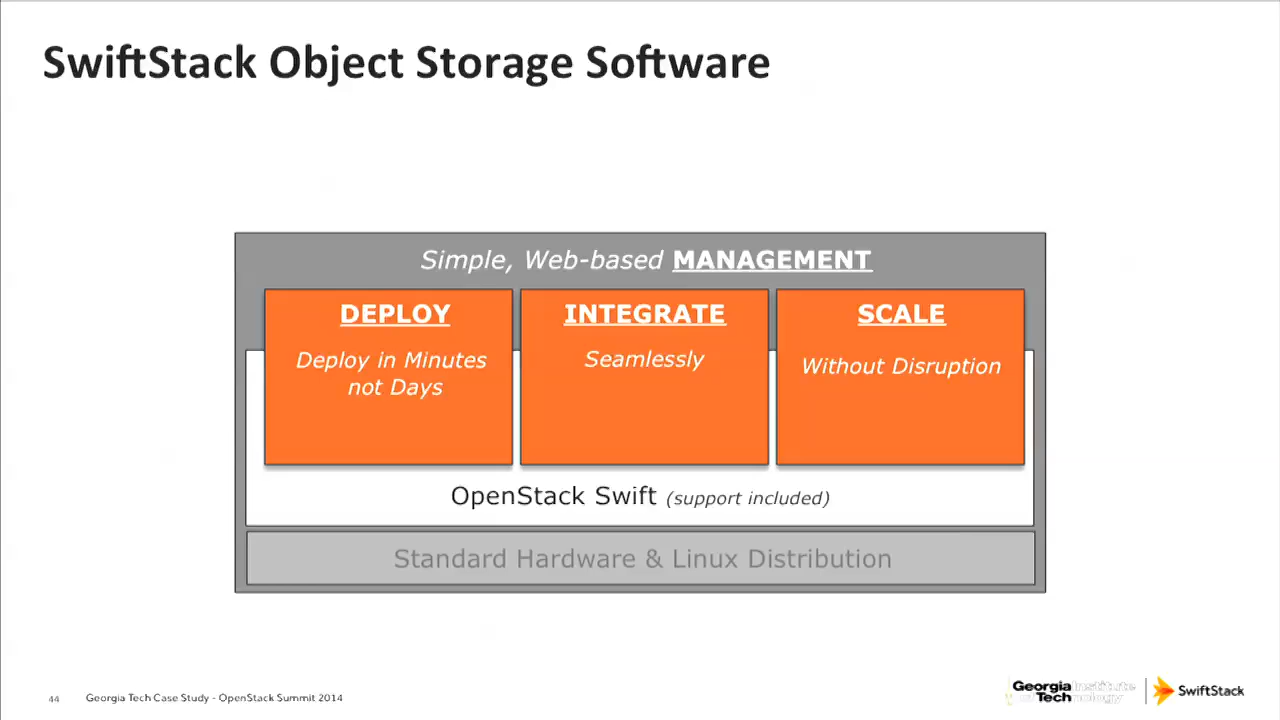 SwiftStack Object Storage Software
Simple, Web-based MANAGEMENT
DEPLOY
Deploy in Minutes
not Days
INTEGRATE
Seamlessly
SCALE
Without Disruption
OpenStack Swift (support included)
Standard Hardware & Linux Distribution
44
Georgia Tech Case Study - OpenStack Summit 2014
Georgia Institute
Tech nology
SwiftStack